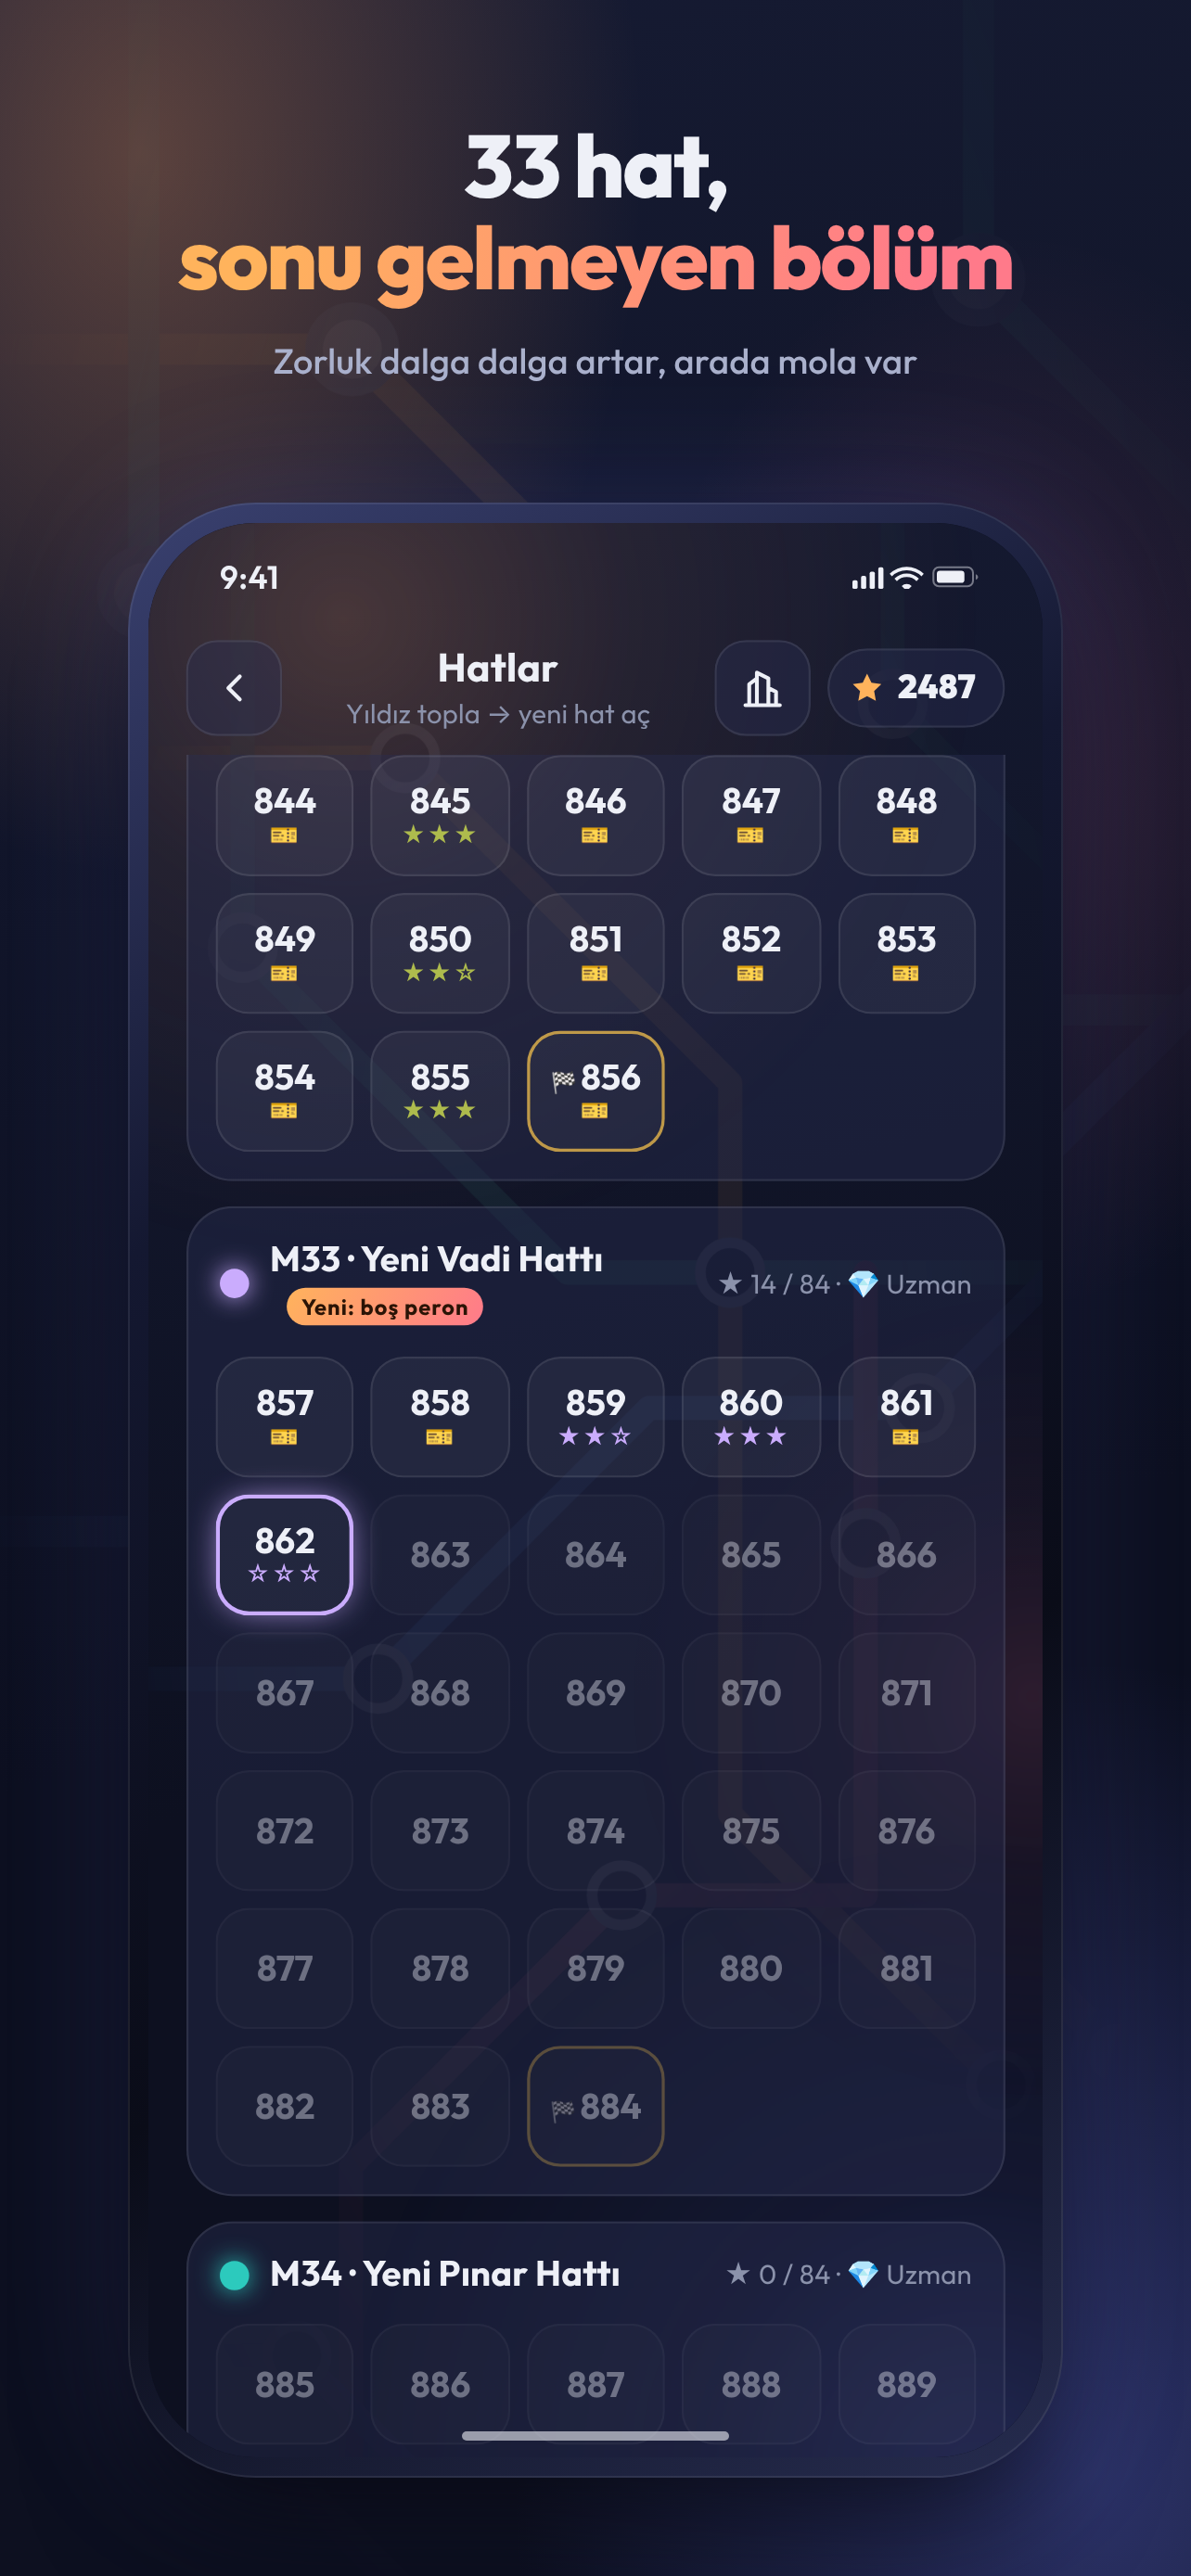 33 hat,
sonu gelmeyen bölüm
Zorluk dalga dalga artar, arada mola var
9:41
Hatlar
Yıldız topla → yeni hat aç
★ 2487
844 845 846 847 848
🎫 ★★★ 🎫 🎫 🎫
849 850 851 852 853
🎫 ★★☆ 🎫 🎫 🎫
854 855 🏁856
🎫 ★★★ 🎫
M33 · Yeni Vadi Hattı
★ 14 / 84 · 💎 Uzman
Yeni: boş peron
857 858 859 860 861
🎫 🎫 ★★☆ ★★★ 🎫
862 863 864 865 866
☆☆☆
867 868 869 870 871
872 873 874 875 876
877 878 879 880 881
882 883 🏁884
M34 · Yeni Pınar Hattı
★ 0 / 84 · 💎 Uzman
885 886 887 888 889